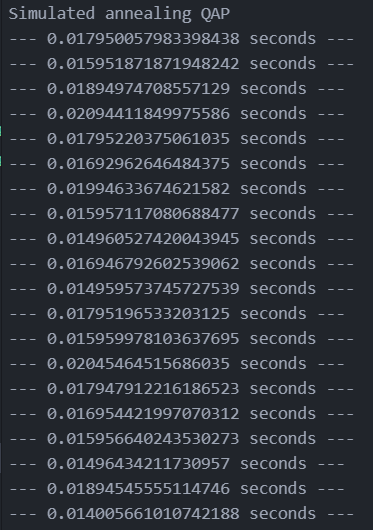 Simulated annealing QAP
--- 0.017950057983398438 seconds ---
--- 0.015951871871948242 seconds ---
--- 0.01894974708557129 seconds ---
--- 0.02094411849975586 seconds ---
--- 0.01795220375061035 seconds ---
--- 0.01692962646484375 seconds ---
--- 0.01994633674621582 seconds ---
--- 0.015957117080688477 seconds ---
--- 0.014960527420043945 seconds ---
--- 0.016946792602539062 seconds ---
--- 0.014959573745727539 seconds ---
--- 0.01795196533203125 seconds ---
--- 0.015959978103637695 seconds ---
--- 0.02045464515686035 seconds ---
--- 0.017947912216186523 seconds ---
--- 0.016954421997070312 seconds ---
--- 0.015956640243530273 seconds ---
--- 0.01496434211730957 seconds ---
--- 0.01894545555114746 seconds ---
--- 0.014005661010742188 seconds ---